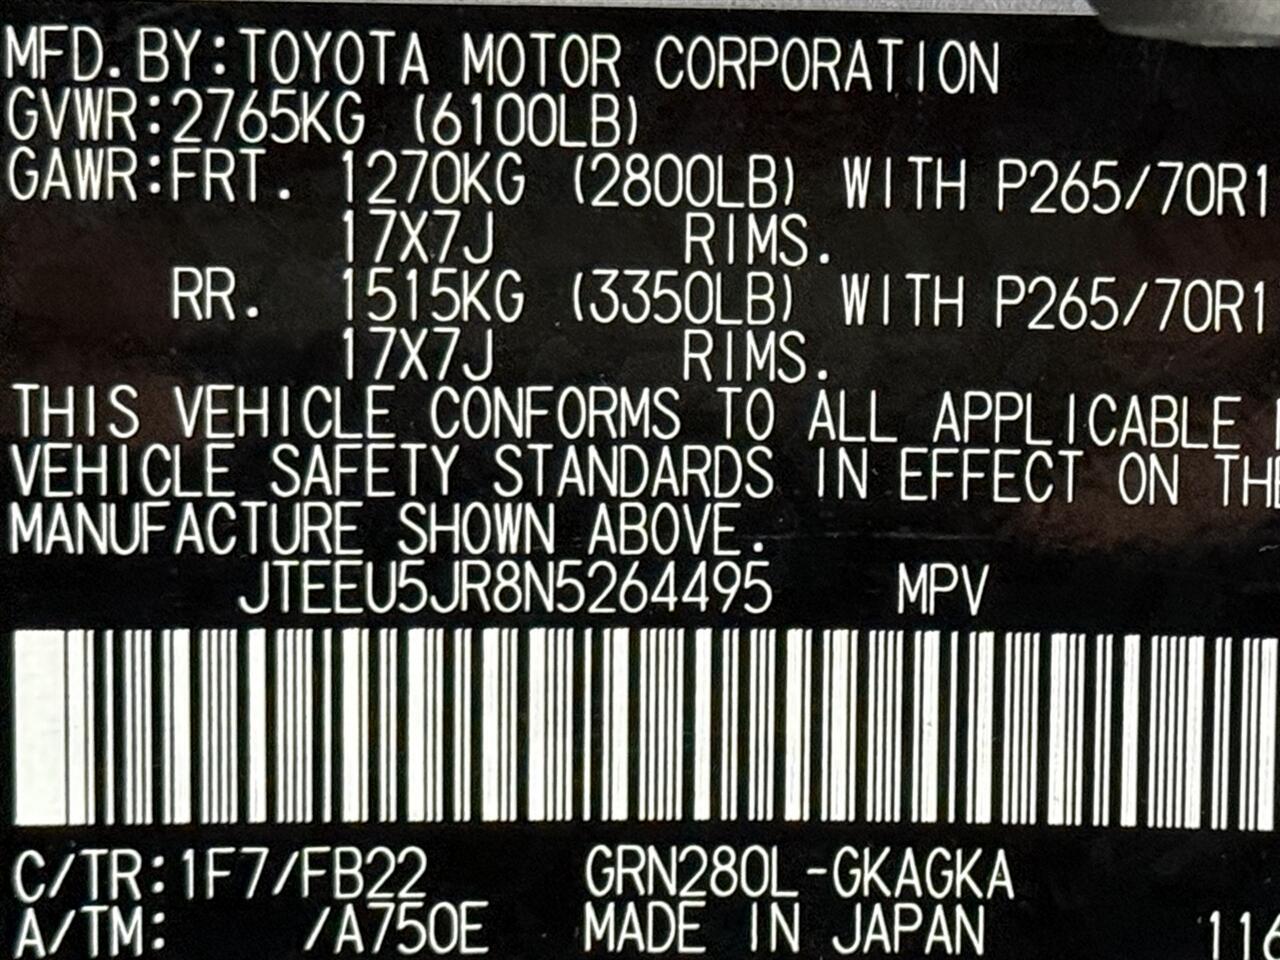 MFD. BY:TOYOTA MOTOR CORPORATION
GVWR:2765KG (6100LB)
GAWR:FRT. 1270KG (2800LB) WITH P265/70R1
17X7J RIMS.
RR. 1515KG (3350LB) WITH P265/70R1
17X7J RIMS.
THIS VEHICLE CONFORMS TO ALL APPLICABLE
VEHICLE SAFETY STANDARDS IN EFFECT ON THE
MANUFACTURE SHOWN ABOVE.
JTEEU5JR8N5264495 MPV
C/TR:1F7/FB22 GRN280L-GKAGKA
A/TM: /A750E MADE IN JAPAN 116